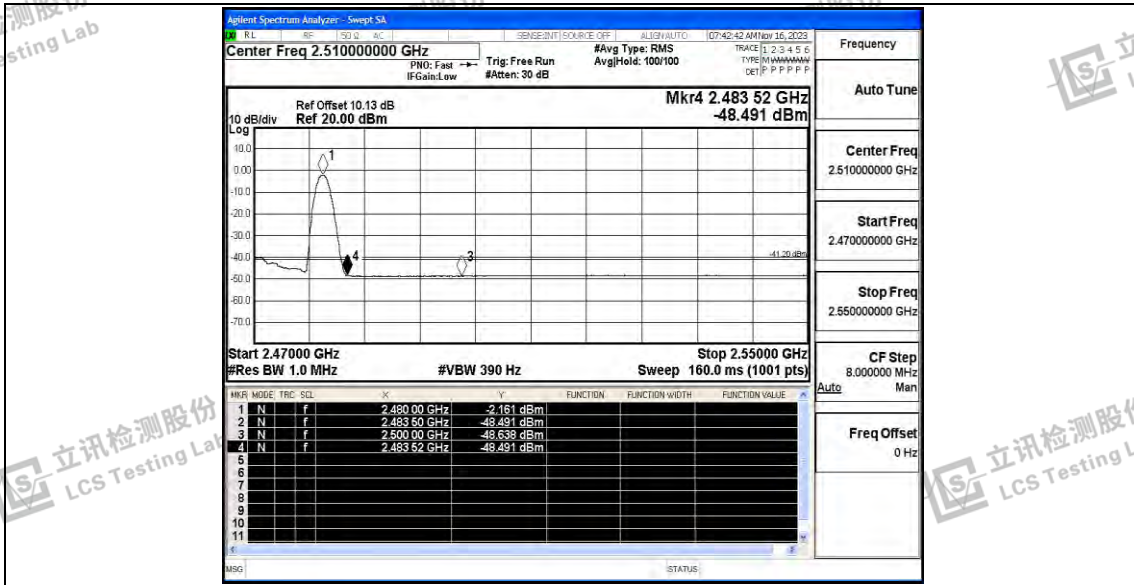 Agilent Spectrum Analyzer - Swept SA
RL RF 50 Ω AC SENSE:INT SOURCE OFF ALIGN AUTO 07:42:42 AM Nov 16, 2023
Center Freq 2.510000000 GHz
PNO: Fast
IFGain:Low
Trig: Free Run
#Atten: 30 dB
#Avg Type: RMS
Avg|Hold: 100/100
TRACE 1 2 3 4 5 6
TYPE M
DET P P P P P P
Mkr4 2.483 52 GHz
-48.491 dBm
Ref Offset 10.13 dB
10 dB/div Ref 20.00 dBm
Log
10.0
0.00
-10.0
-20.0
-30.0
-40.0
-50.0
-60.0
-70.0
1
4
3
-41.20 dBm
Start 2.47000 GHz Stop 2.55000 GHz
#Res BW 1.0 MHz #VBW 390 Hz Sweep 160.0 ms (1001 pts)
MKR MODE TRC SCL X Y FUNCTION FUNCTION WIDTH FUNCTION VALUE
1 N f 2.480 00 GHz -2.161 dBm
2 N f 2.483 50 GHz -48.491 dBm
3 N f 2.500 00 GHz -48.638 dBm
4 N f 2.483 52 GHz -48.491 dBm
5
6
7
8
9
10
11
MSG STATUS
Frequency
Auto Tune
Center Freq
2.510000000 GHz
Start Freq
2.470000000 GHz
Stop Freq
2.550000000 GHz
CF Step
8.000000 MHz
Auto Man
Freq Offset
0 Hz
立讯检测股份
LCS Testing Lab
立讯检测股份
LCS Testing L